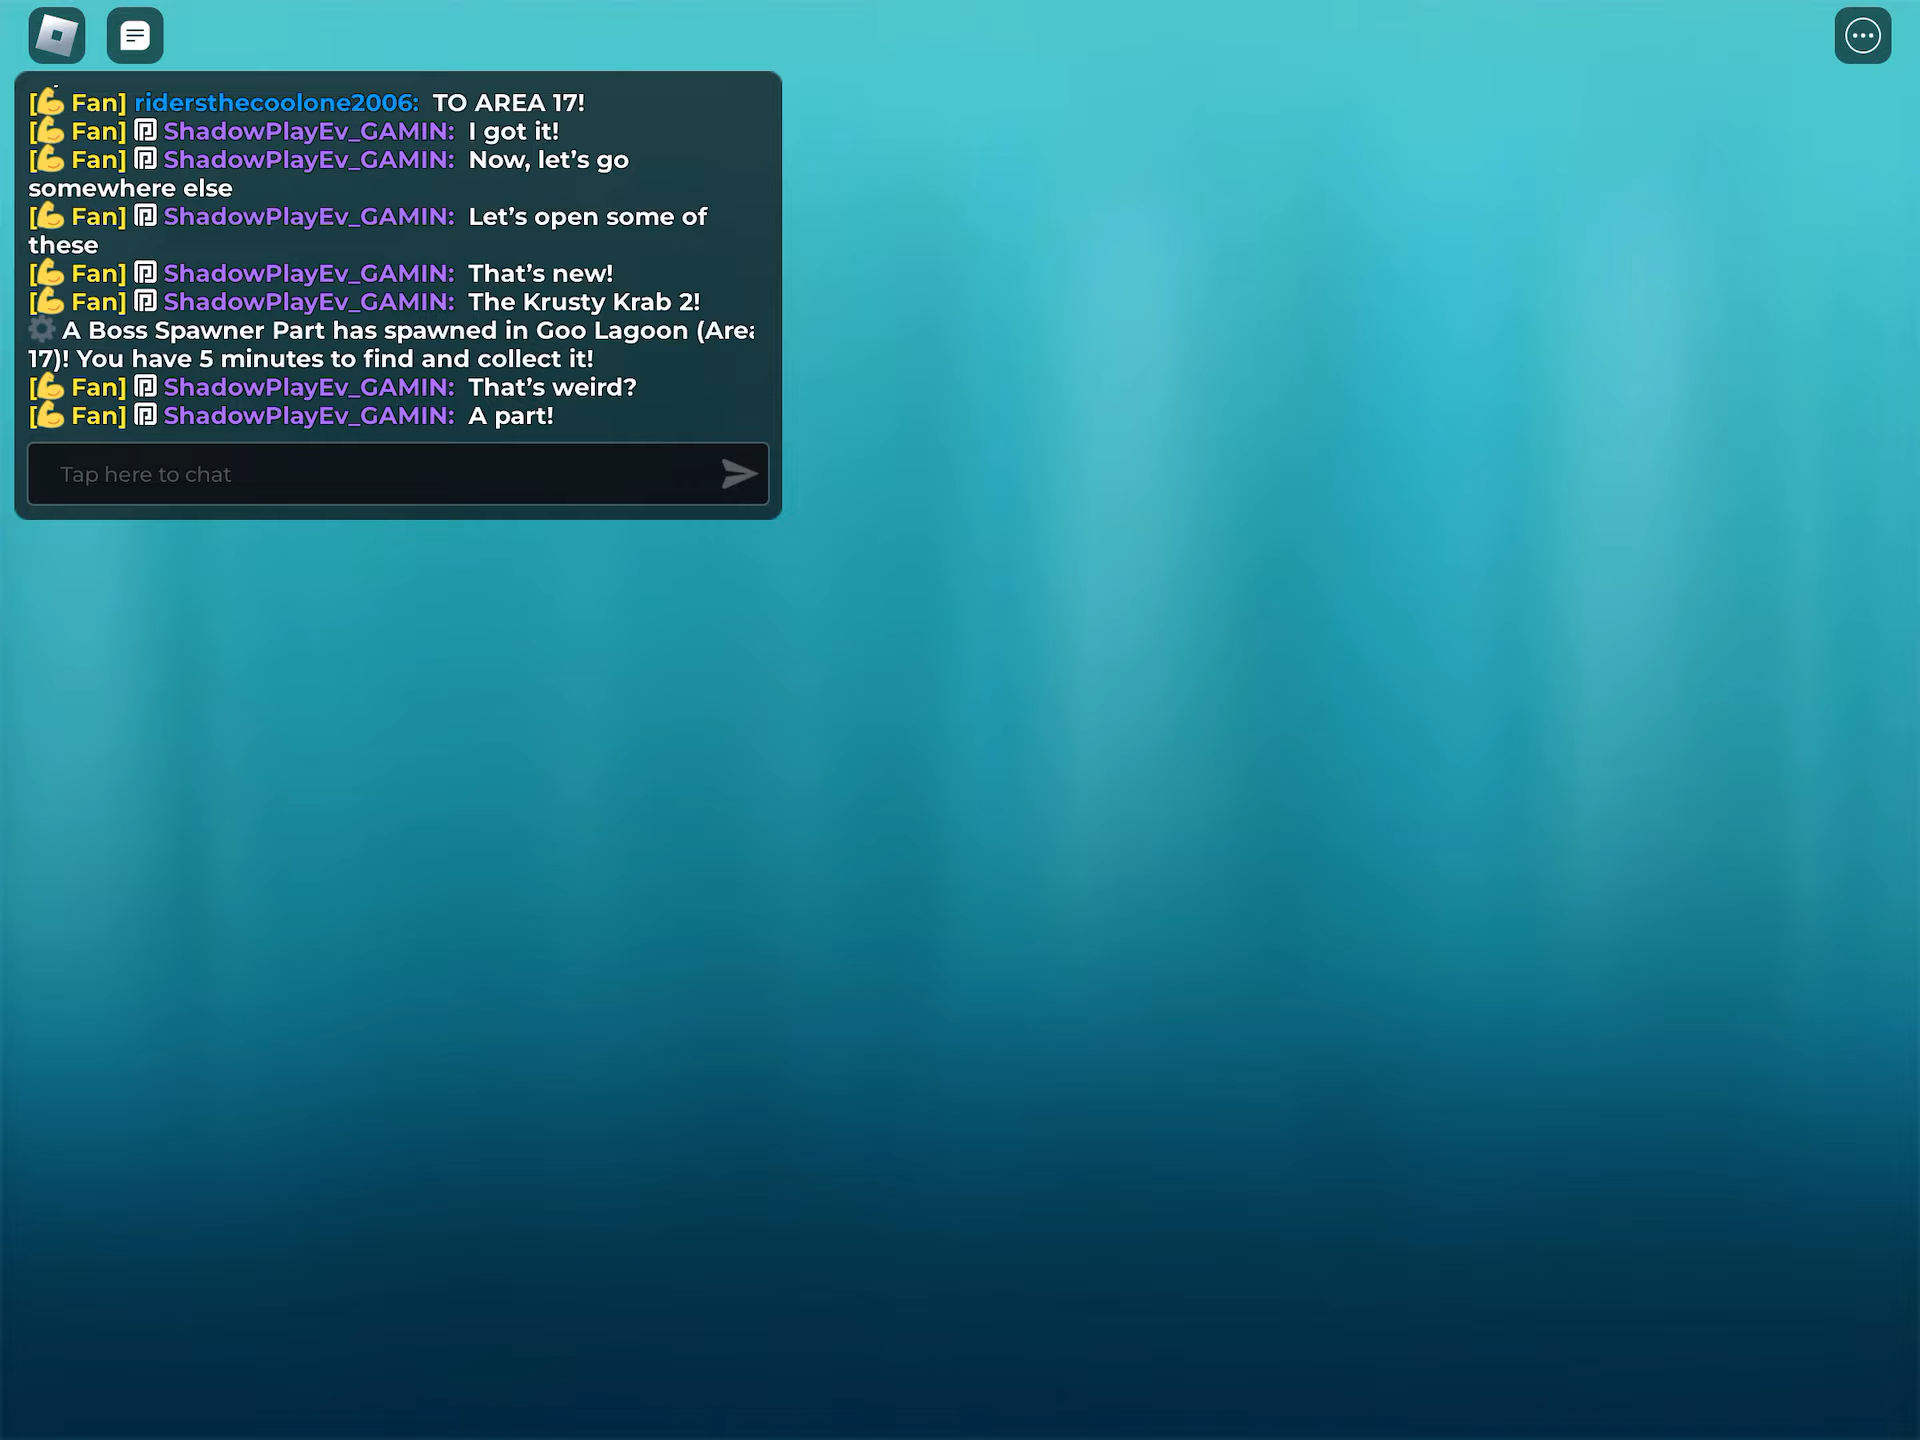 [💪 Fan] ridersthecoolone2006: TO AREA 17!
[💪 Fan] ShadowPlayEv_GAMIN: I got it!
[💪 Fan] ShadowPlayEv_GAMIN: Now, let’s go
somewhere else
[💪 Fan] ShadowPlayEv_GAMIN: Let’s open some of
these
[💪 Fan] ShadowPlayEv_GAMIN: That’s new!
[💪 Fan] ShadowPlayEv_GAMIN: The Krusty Krab 2!
⚙️ A Boss Spawner Part has spawned in Goo Lagoon (Area
17)! You have 5 minutes to find and collect it!
[💪 Fan] ShadowPlayEv_GAMIN: That’s weird?
[💪 Fan] ShadowPlayEv_GAMIN: A part!
Tap here to chat